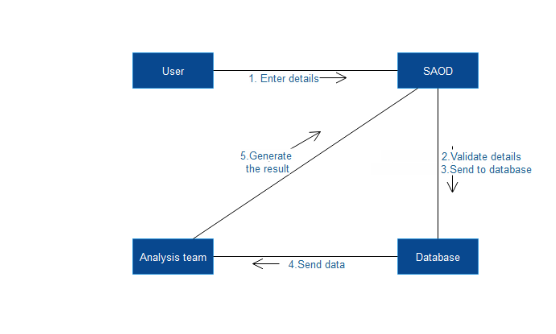 User
SAOD
1. Enter details
5.Generate
the result
2.Validate details
3.Send to database
Analysis team
Database
4.Send data